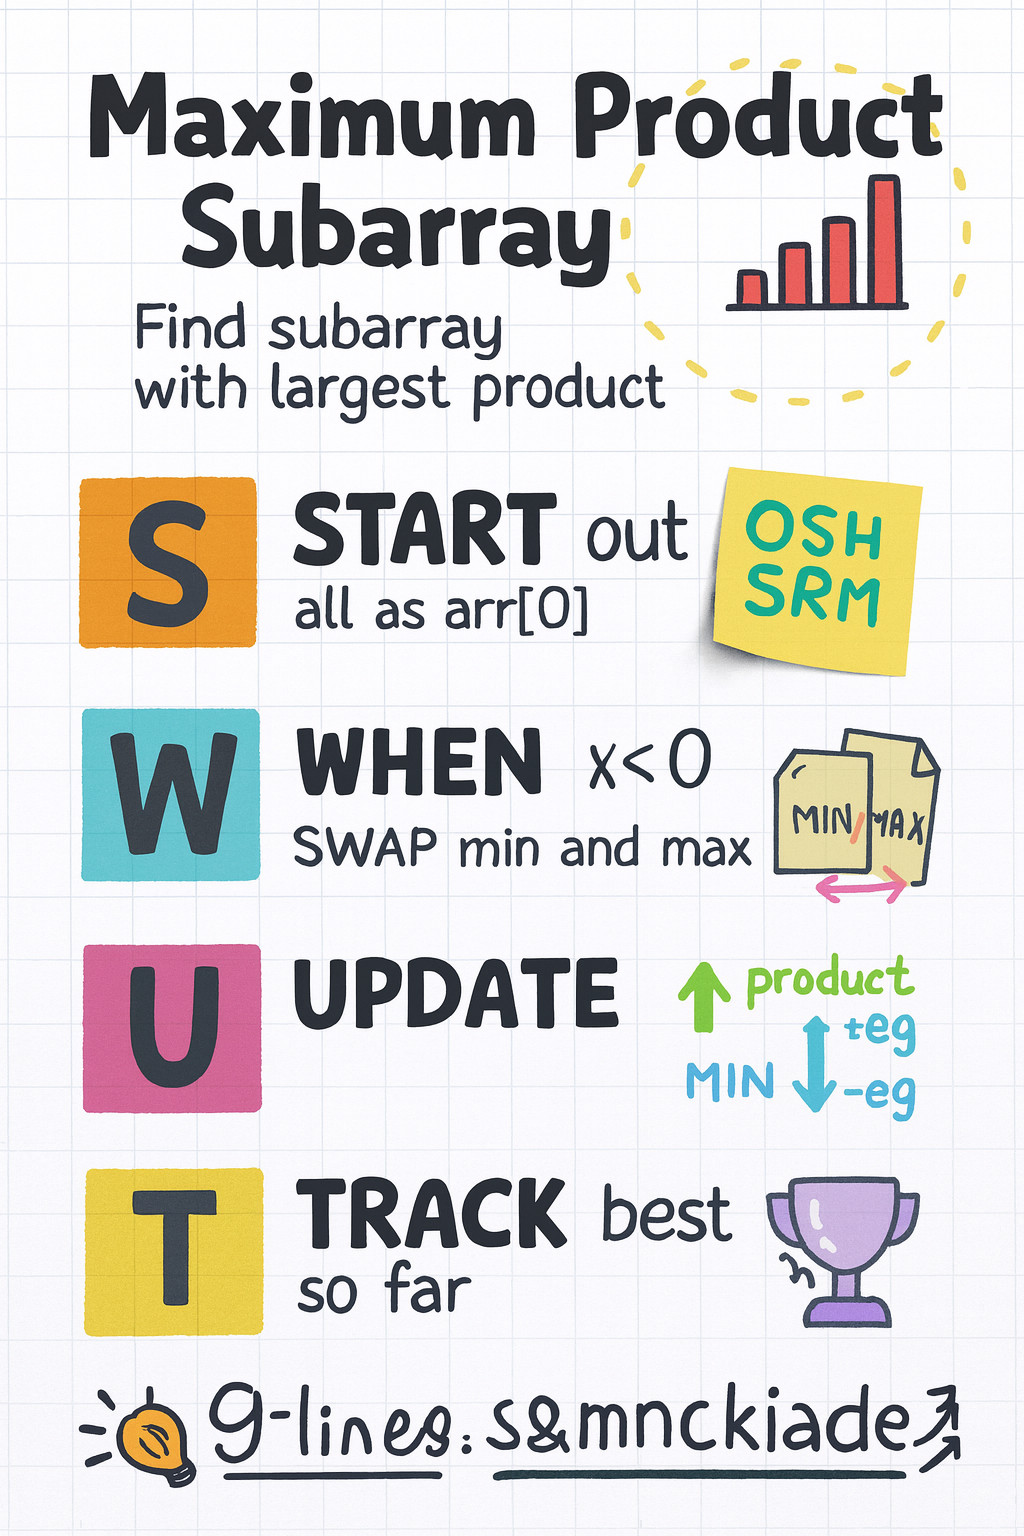 Maximum Product
Subarray
Find subarray
with largest product
S
START out
all as arr[0]
OSH
SRM
W
WHEN x<0
SWAP min and max
MIN/
MAX
U
UPDATE
product
+eg
MIN
-eg
T
TRACK best
so far
g-lines: s&mnckiade